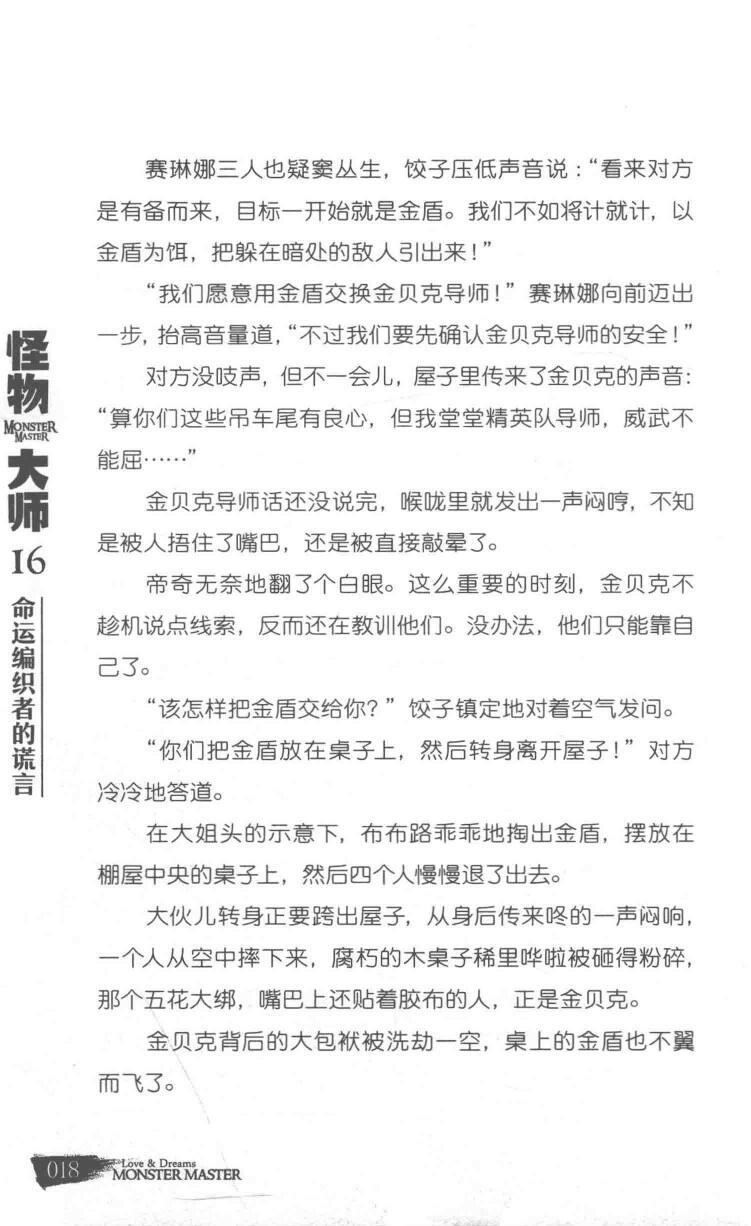 赛琳娜三人也疑窦丛生，饺子压低声音说：“看来对方
是有备而来，目标一开始就是金盾。我们不如将计就计，以
金盾为饵，把躲在暗处的敌人引出来！”
“我们愿意用金盾交换金贝克导师！”赛琳娜向前迈出
一步，抬高音量道，“不过我们要先确认金贝克导师的安全！”
对方没吱声，但不一会儿，屋子里传来了金贝克的声音：
“算你们这些吊车尾有良心，但我堂堂精英队导师，威武不
能屈……”
金贝克导师话还没说完，喉咙里就发出一声闷哼，不知
是被人捂住了嘴巴，还是被直接敲晕了。
帝奇无奈地翻了个白眼。这么重要的时刻，金贝克不
趁机说点线索，反而还在教训他们。没办法，他们只能靠自
己了。
“该怎样把金盾交给你？”饺子镇定地对着空气发问。
“你们把金盾放在桌子上，然后转身离开屋子！”对方
冷冷地答道。
在大姐头的示意下，布布路乖乖地掏出金盾，摆放在
棚屋中央的桌子上，然后四个人慢慢退了出去。
大伙儿转身正要跨出屋子，从身后传来咚的一声闷响，
一个人从空中摔下来，腐朽的木桌子稀里哗啦被砸得粉碎，
那个五花大绑，嘴巴上还贴着胶布的人，正是金贝克。
金贝克背后的大包袱被洗劫一空，桌上的金盾也不翼
而飞了。
怪物
MONSTER
MASTER
大师
16
命运编织者的谎言
018
Love & Dreams
MONSTER MASTER